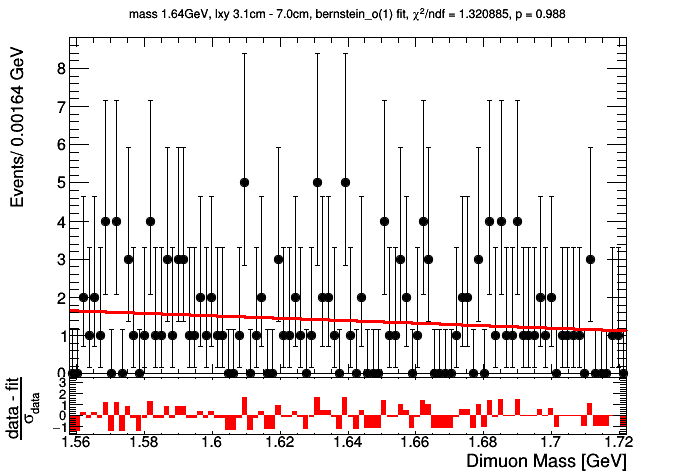 mass 1.64GeV, lxy 3.1cm - 7.0cm, bernstein_o(1) fit, χ²/ndf = 1.320885, p = 0.988
Events/ 0.00164 GeV
8
7
6
5
4
3
2
1
0
data - fit
σdata
3
2
1
0
−1
1.56 1.58 1.6 1.62 1.64 1.66 1.68 1.7 1.72
Dimuon Mass [GeV]